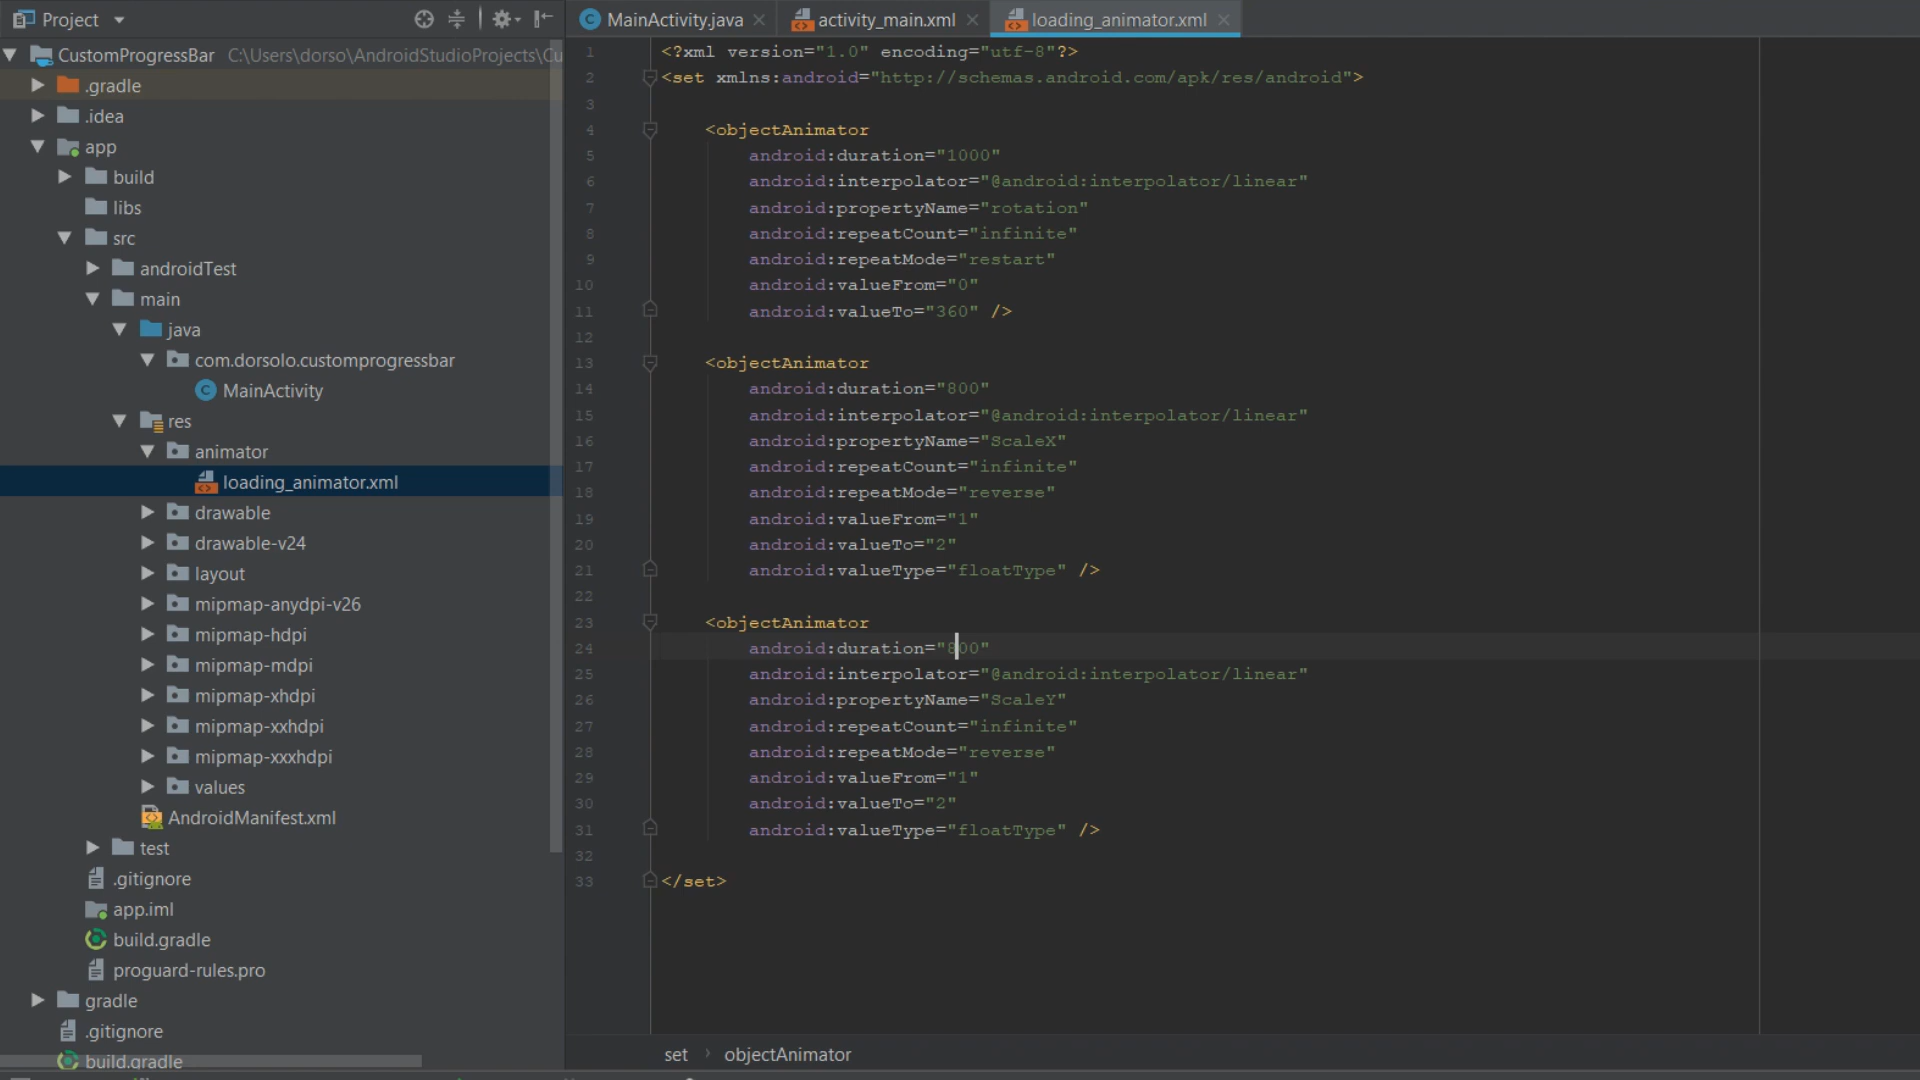 Project
CustomProgressBar C:\Users\dorso\AndroidStudioProjects\Cu
.gradle
.idea
app
build
libs
src
androidTest
main
java
com.dorsolo.customprogressbar
MainActivity
res
animator
loading_animator.xml
drawable
drawable-v24
layout
mipmap-anydpi-v26
mipmap-hdpi
mipmap-mdpi
mipmap-xhdpi
mipmap-xxhdpi
mipmap-xxxhdpi
values
AndroidManifest.xml
test
.gitignore
app.iml
build.gradle
proguard-rules.pro
gradle
.gitignore
build.gradle
MainActivity.java activity_main.xml loading_animator.xml
1 <?xml version="1.0" encoding="utf-8"?>
2 <set xmlns:android="http://schemas.android.com/apk/res/android">
3
4 <objectAnimator
5 android:duration="1000"
6 android:interpolator="@android:interpolator/linear"
7 android:propertyName="rotation"
8 android:repeatCount="infinite"
9 android:repeatMode="restart"
10 android:valueFrom="0"
11 android:valueTo="360" />
12
13 <objectAnimator
14 android:duration="800"
15 android:interpolator="@android:interpolator/linear"
16 android:propertyName="ScaleX"
17 android:repeatCount="infinite"
18 android:repeatMode="reverse"
19 android:valueFrom="1"
20 android:valueTo="2"
21 android:valueType="floatType" />
22
23 <objectAnimator
24 android:duration="800"
25 android:interpolator="@android:interpolator/linear"
26 android:propertyName="ScaleY"
27 android:repeatCount="infinite"
28 android:repeatMode="reverse"
29 android:valueFrom="1"
30 android:valueTo="2"
31 android:valueType="floatType" />
32
33 </set>
set › objectAnimator